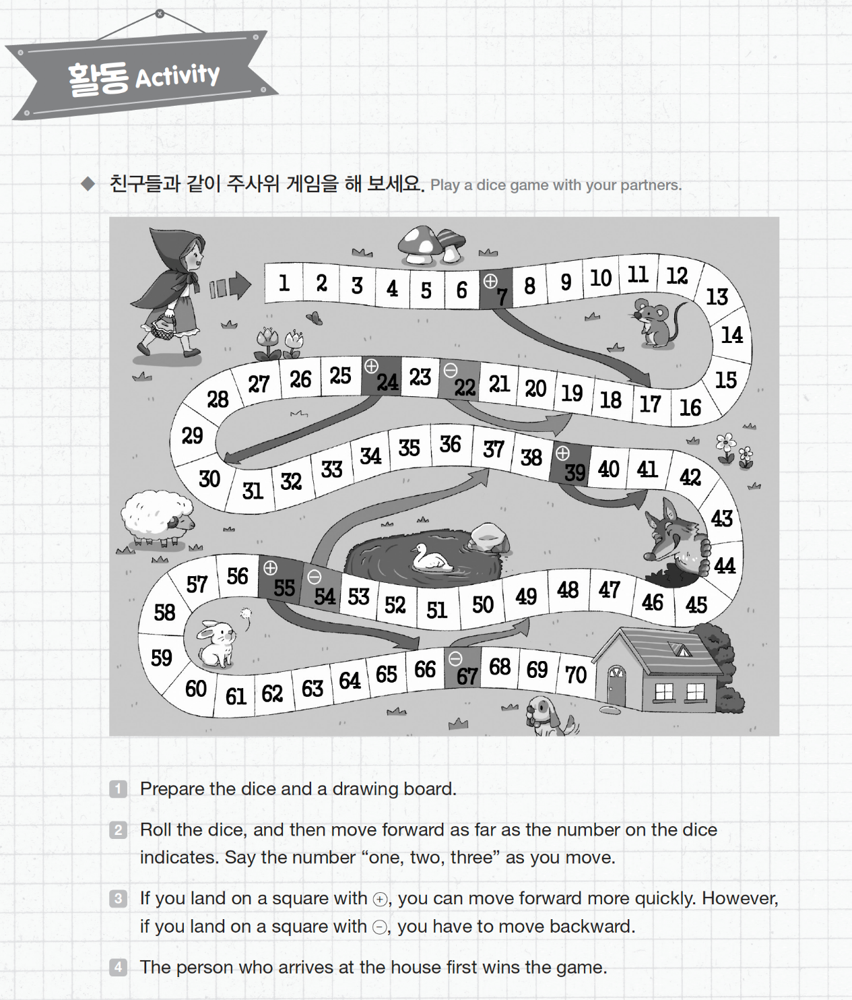 활동 Activity
◆ 친구들과 같이 주사위 게임을 해 보세요. Play a dice game with your partners.
1 2 3 4 5 6 ⊕ 7 8 9 10 11 12
13
14
15
27 26 25 ⊕ 24 23 ⊖ 22 21 20 19 18 17 16
28
29
30 31 32 33 34 35 36 37 38 ⊕ 39 40 41 42
43
44
57 56 ⊕ 55 ⊖ 54 53 52 51 50 49 48 47 46 45
58
59
60 61 62 63 64 65 66 ⊖ 67 68 69 70
1 Prepare the dice and a drawing board.
2 Roll the dice, and then move forward as far as the number on the dice
indicates. Say the number “one, two, three” as you move.
3 If you land on a square with ⊕, you can move forward more quickly. However,
if you land on a square with ⊖, you have to move backward.
4 The person who arrives at the house first wins the game.